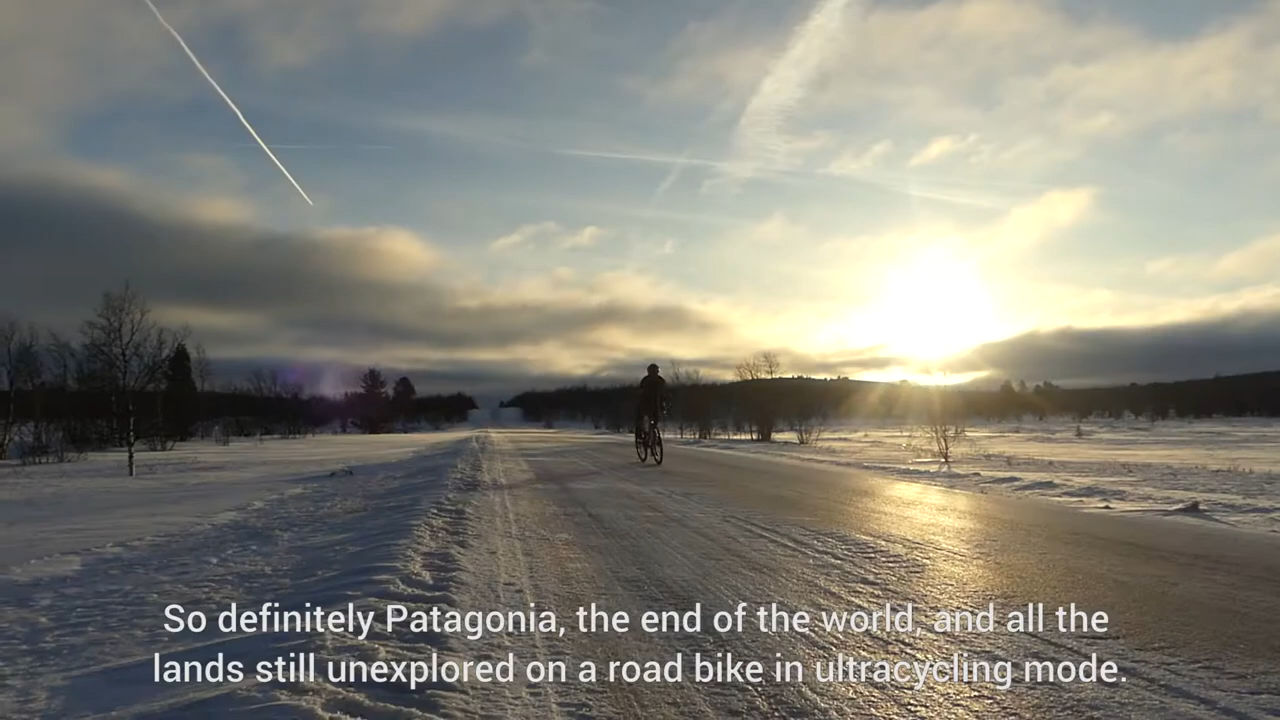 So definitely Patagonia, the end of the world, and all the
lands still unexplored on a road bike in ultracycling mode.